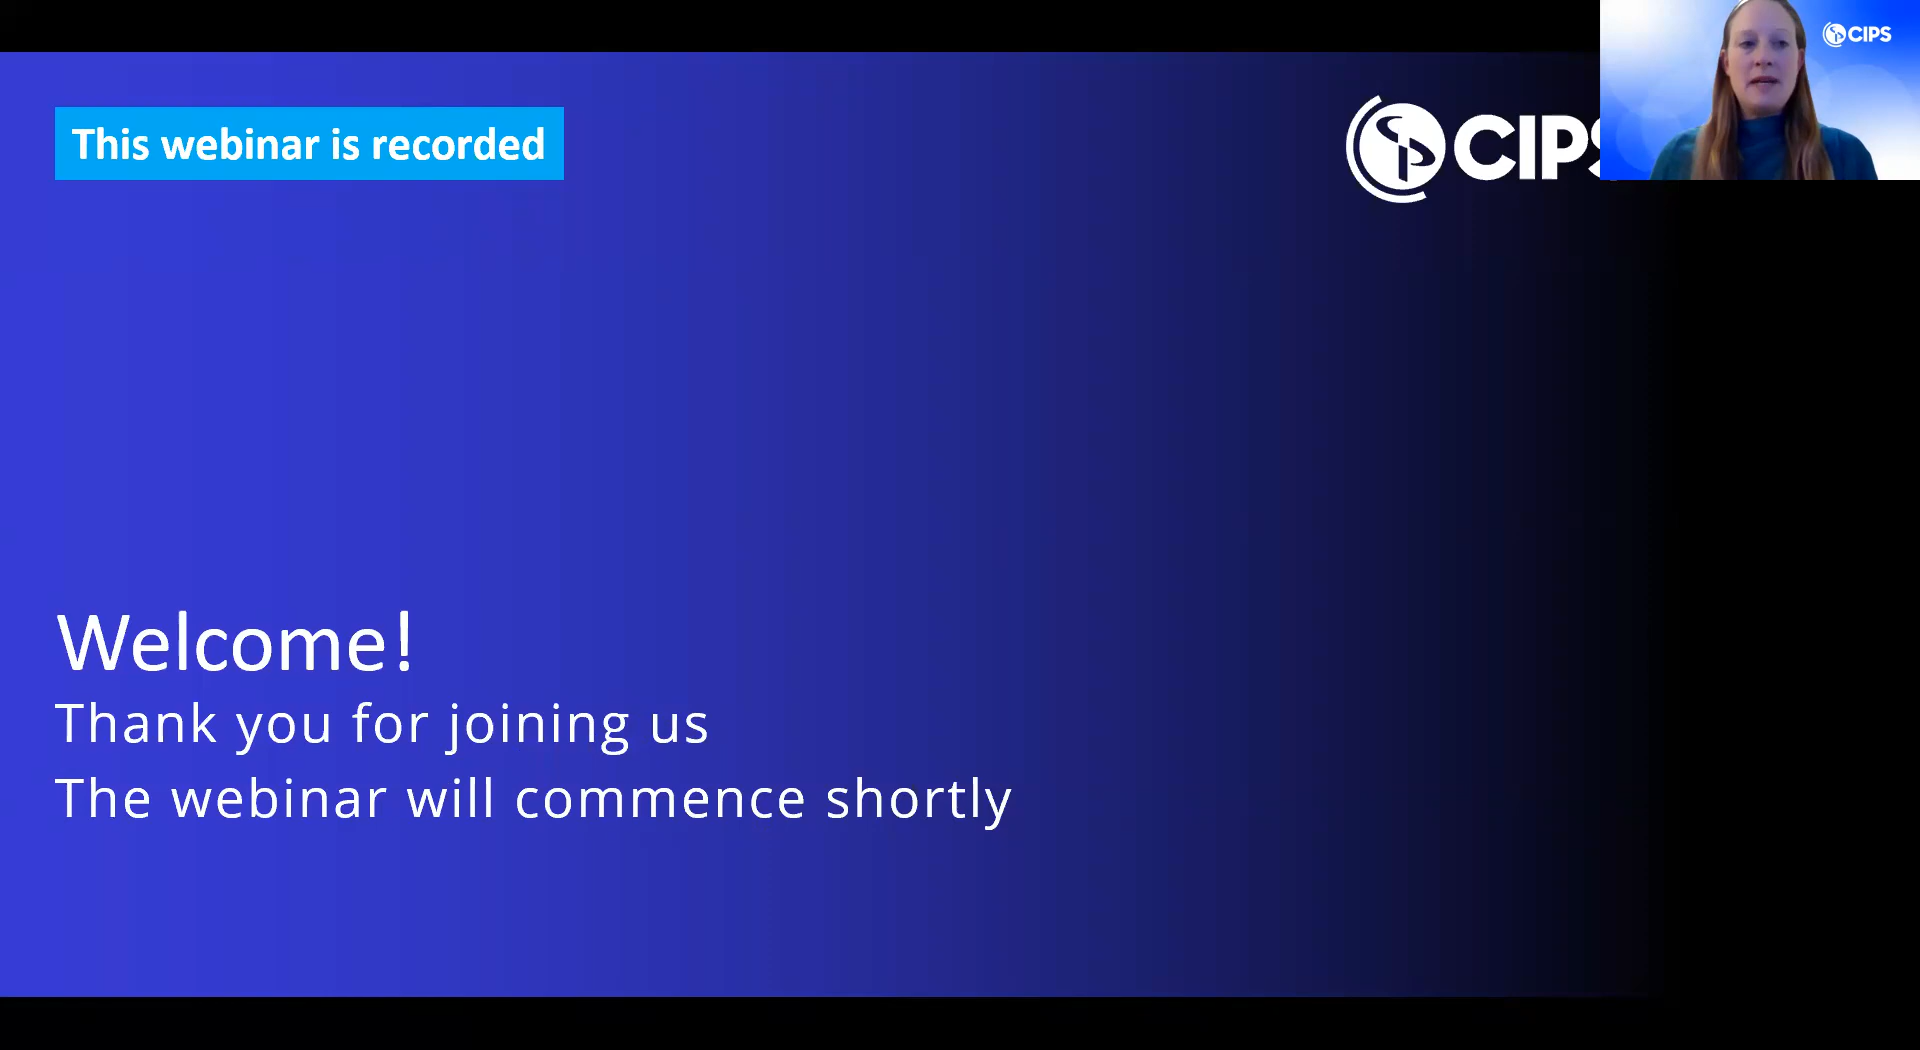 This webinar is recorded
CIPS
CIPS
Welcome!
Thank you for joining us
The webinar will commence shortly